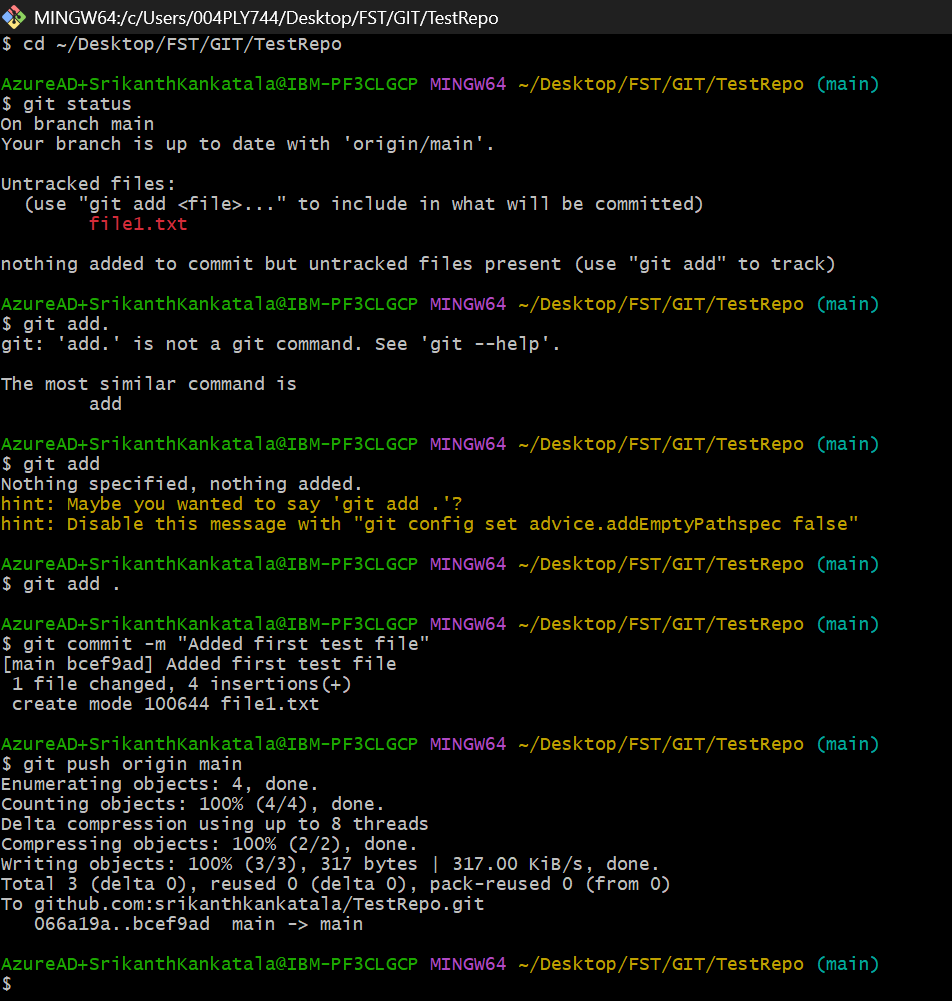 MINGW64:/c/Users/004PLY744/Desktop/FST/GIT/TestRepo
$ cd ~/Desktop/FST/GIT/TestRepo
AzureAD+SrikanthKankatala@IBM-PF3CLGCP MINGW64 ~/Desktop/FST/GIT/TestRepo (main)
$ git status
On branch main
Your branch is up to date with 'origin/main'.
Untracked files:
  (use "git add <file>..." to include in what will be committed)
        file1.txt
nothing added to commit but untracked files present (use "git add" to track)
AzureAD+SrikanthKankatala@IBM-PF3CLGCP MINGW64 ~/Desktop/FST/GIT/TestRepo (main)
$ git add.
git: 'add.' is not a git command. See 'git --help'.
The most similar command is
        add
AzureAD+SrikanthKankatala@IBM-PF3CLGCP MINGW64 ~/Desktop/FST/GIT/TestRepo (main)
$ git add
Nothing specified, nothing added.
hint: Maybe you wanted to say 'git add .'?
hint: Disable this message with "git config set advice.addEmptyPathspec false"
AzureAD+SrikanthKankatala@IBM-PF3CLGCP MINGW64 ~/Desktop/FST/GIT/TestRepo (main)
$ git add .
AzureAD+SrikanthKankatala@IBM-PF3CLGCP MINGW64 ~/Desktop/FST/GIT/TestRepo (main)
$ git commit -m "Added first test file"
[main bcef9ad] Added first test file
 1 file changed, 4 insertions(+)
 create mode 100644 file1.txt
AzureAD+SrikanthKankatala@IBM-PF3CLGCP MINGW64 ~/Desktop/FST/GIT/TestRepo (main)
$ git push origin main
Enumerating objects: 4, done.
Counting objects: 100% (4/4), done.
Delta compression using up to 8 threads
Compressing objects: 100% (2/2), done.
Writing objects: 100% (3/3), 317 bytes | 317.00 KiB/s, done.
Total 3 (delta 0), reused 0 (delta 0), pack-reused 0 (from 0)
To github.com:srikanthkankatala/TestRepo.git
   066a19a..bcef9ad  main -> main
AzureAD+SrikanthKankatala@IBM-PF3CLGCP MINGW64 ~/Desktop/FST/GIT/TestRepo (main)
$